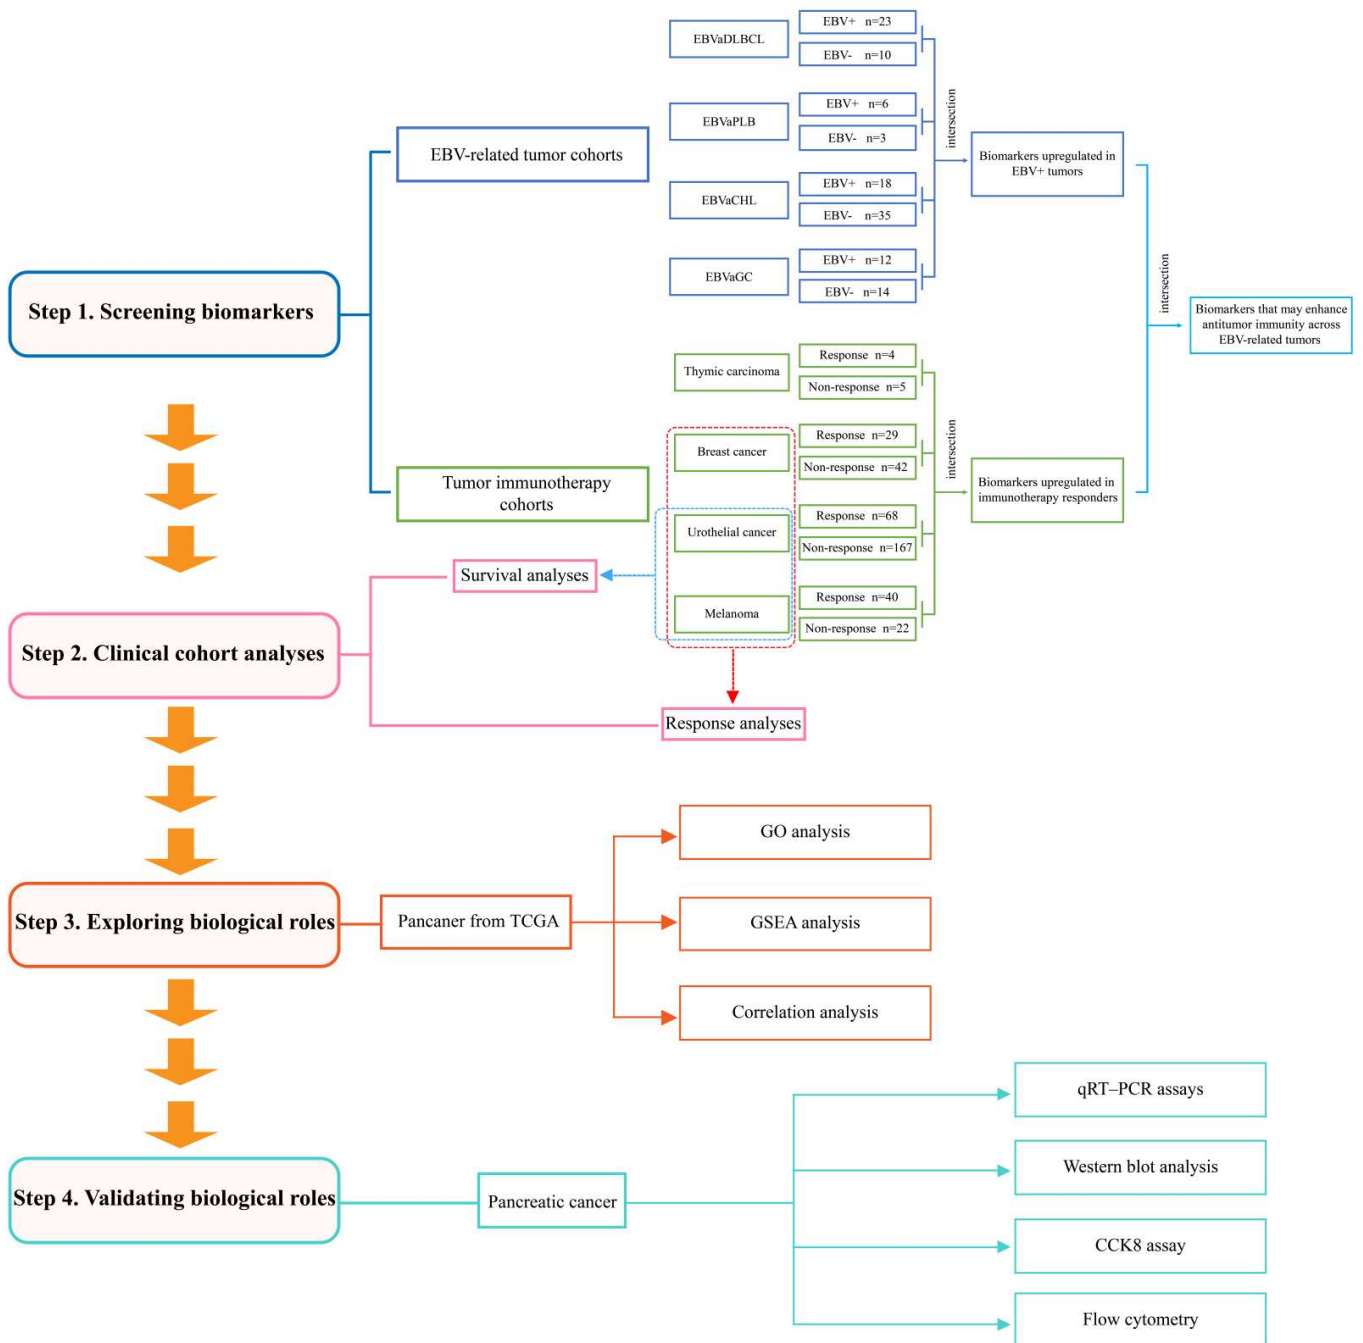 EBVaDLBCL
EBV+ n=23
EBV- n=10
EBVaPLB
EBV+ n=6
EBV- n=3
EBVaCHL
EBV+ n=18
EBV- n=35
EBVaGC
EBV+ n=12
EBV- n=14
intersection
EBV-related tumor cohorts
Biomarkers upregulated in
EBV+ tumors
Step 1. Screening biomarkers
intersection
Biomarkers that may enhance
antitumor immunity across
EBV-related tumors
Thymic carcinoma
Response n=4
Non-response n=5
Breast cancer
Response n=29
Non-response n=42
Urothelial cancer
Response n=68
Non-response n=167
Melanoma
Response n=40
Non-response n=22
intersection
Tumor immunotherapy
cohorts
Biomarkers upregulated in
immunotherapy responders
Survival analyses
Step 2. Clinical cohort analyses
Response analyses
Step 3. Exploring biological roles
Pancaner from TCGA
GO analysis
GSEA analysis
Correlation analysis
Step 4. Validating biological roles
Pancreatic cancer
qRT–PCR assays
Western blot analysis
CCK8 assay
Flow cytometry